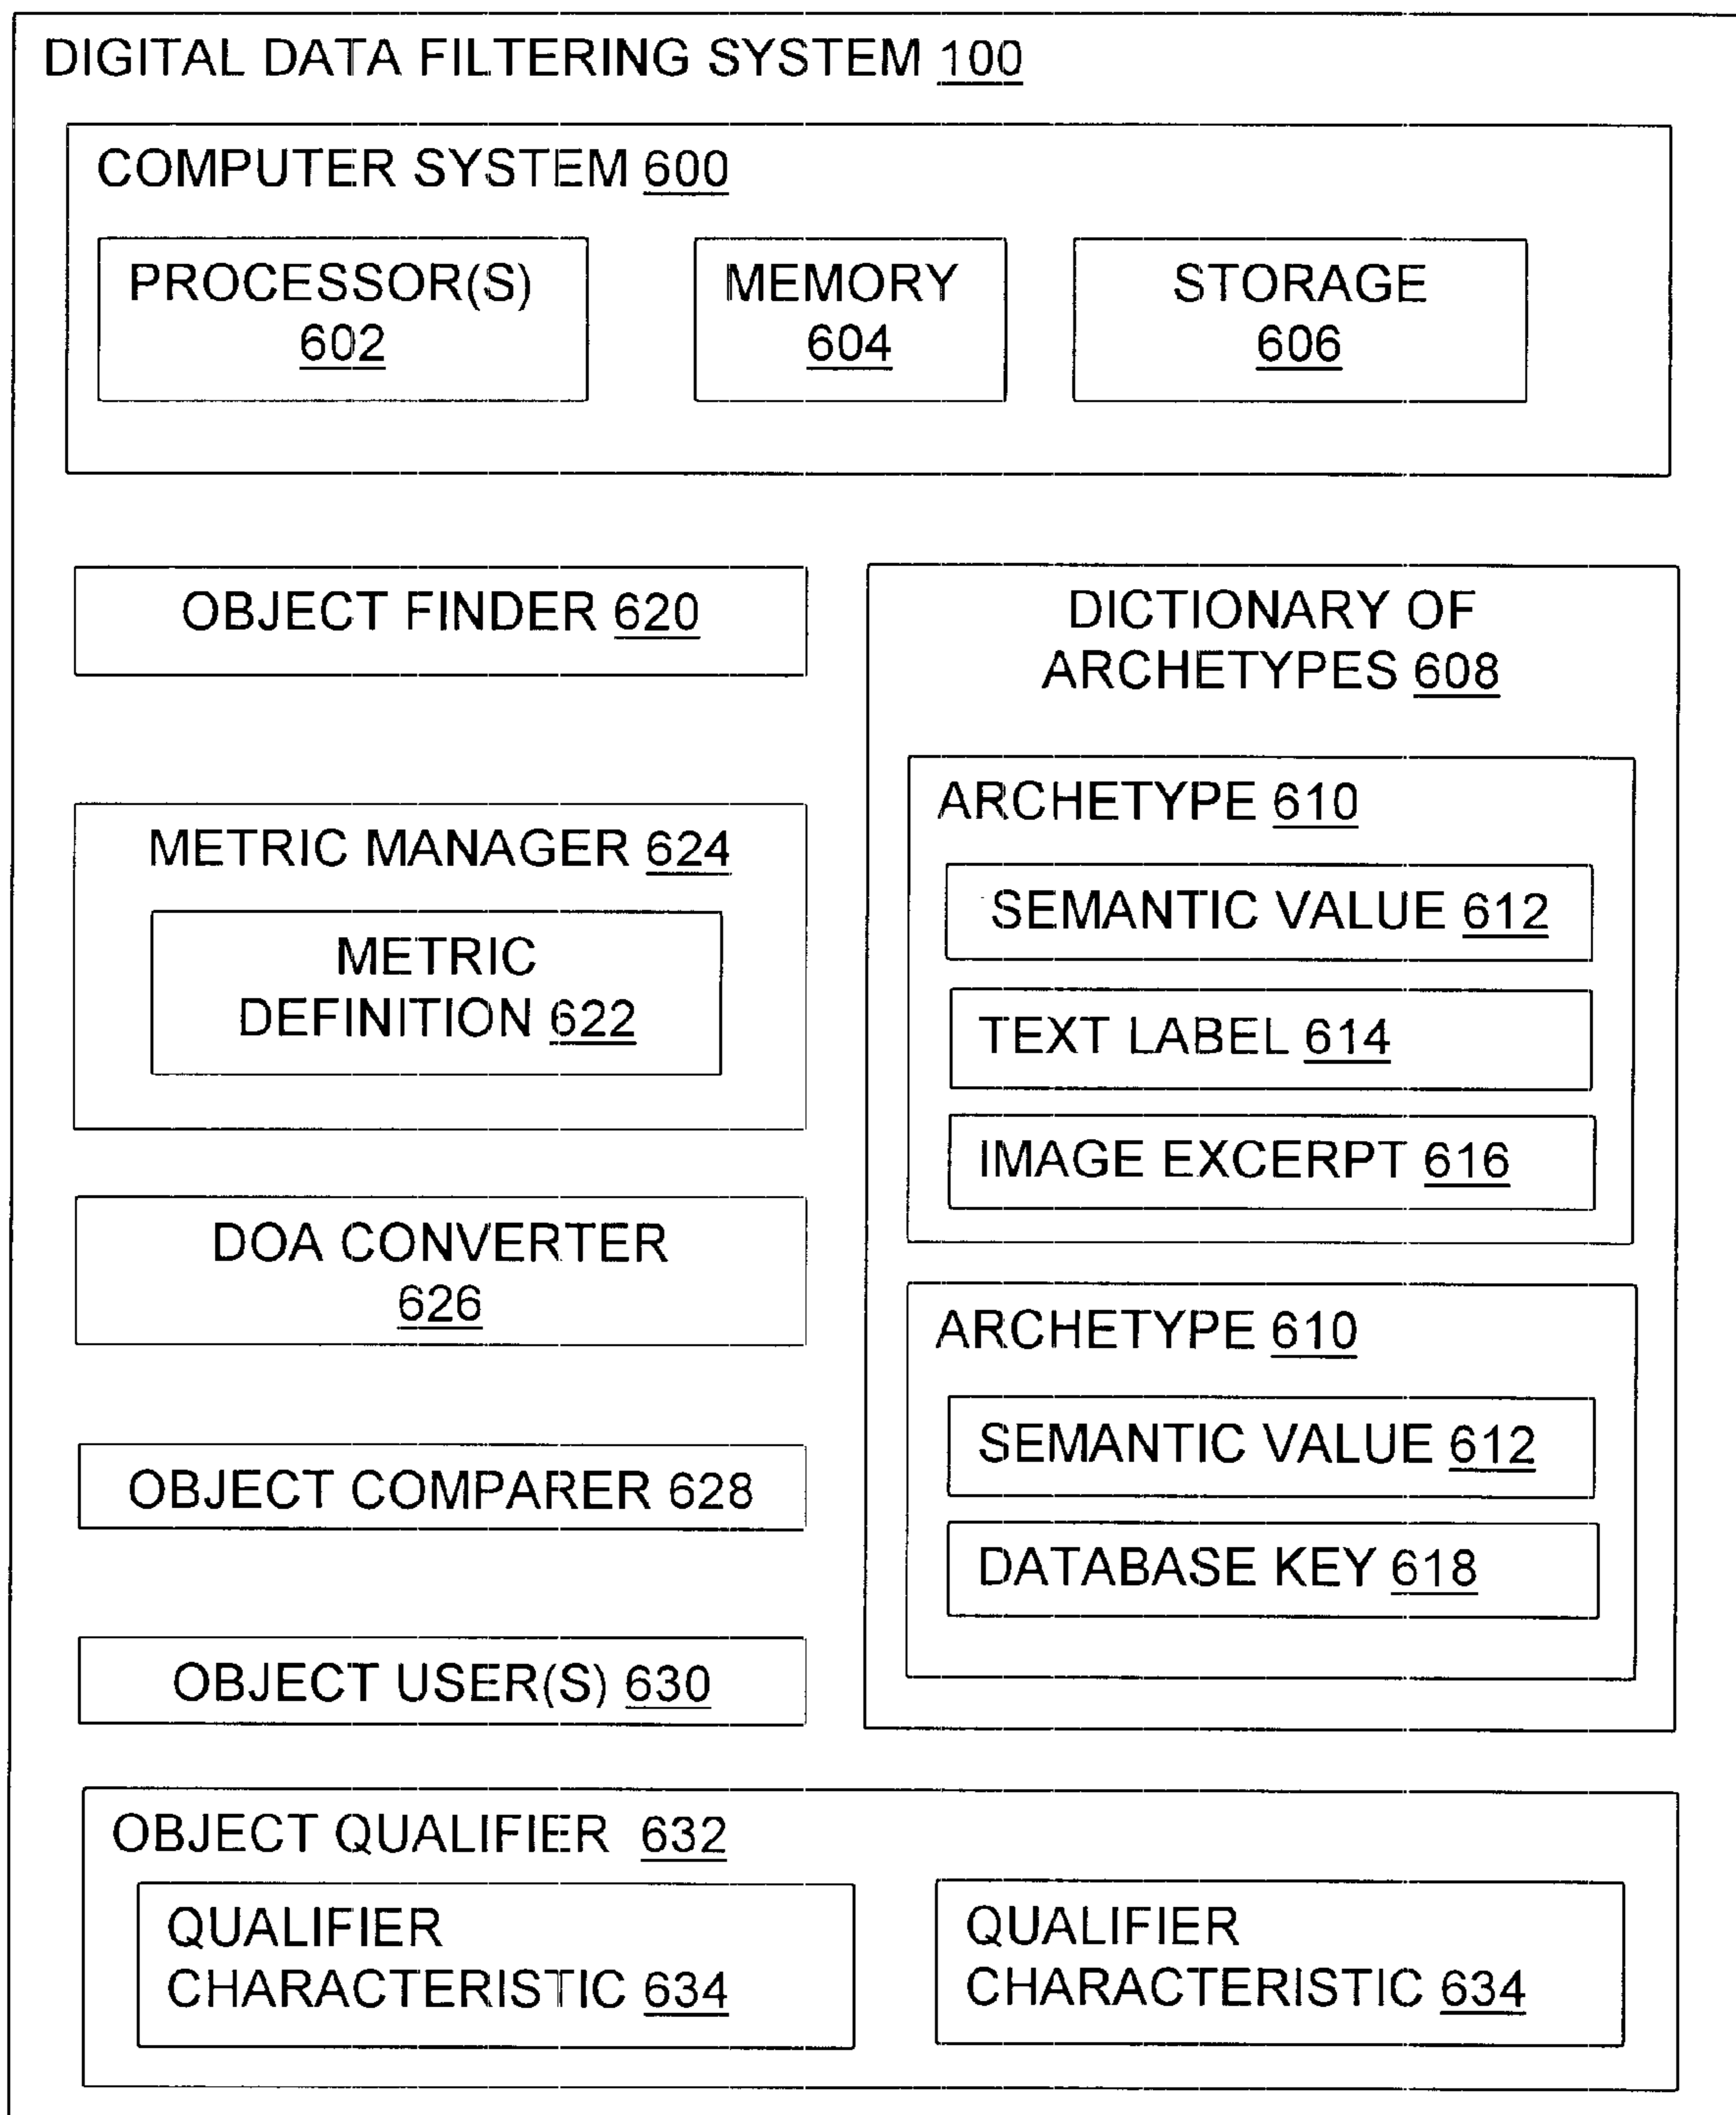 DIGITAL DATA FILTERING SYSTEM 100
COMPUTER SYSTEM 600
PROCESSOR(S)
602
MEMORY
604
STORAGE
606
OBJECT FINDER 620
METRIC MANAGER 624
METRIC
DEFINITION 622
DOA CONVERTER
626
OBJECT COMPARER 628
OBJECT USER(S) 630
DICTIONARY OF
ARCHETYPES 608
ARCHETYPE 610
SEMANTIC VALUE 612
TEXT LABEL 614
IMAGE EXCERPT 616
ARCHETYPE 610
SEMANTIC VALUE 612
DATABASE KEY 618
OBJECT QUALIFIER 632
QUALIFIER
CHARACTERISTIC 634
QUALIFIER
CHARACTERISTIC 634